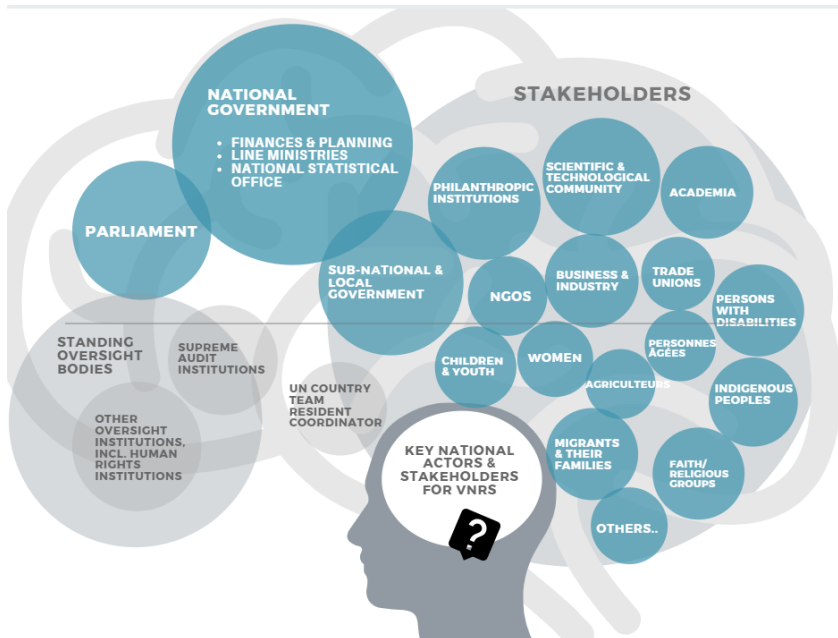 NATIONAL
GOVERNMENT
• FINANCES & PLANNING
• LINE MINISTRIES
• NATIONAL STATISTICAL
OFFICE
PARLIAMENT
SUB-NATIONAL &
LOCAL
GOVERNMENT
STANDING
OVERSIGHT
BODIES
SUPREME
AUDIT
INSTITUTIONS
OTHER
OVERSIGHT
INSTITUTIONS,
INCL. HUMAN
RIGHTS
INSTITUTIONS
UN COUNTRY
TEAM
RESIDENT
COORDINATOR
STAKEHOLDERS
PHILANTHROPIC
INSTITUTIONS
SCIENTIFIC &
TECHNOLOGICAL
COMMUNITY
ACADEMIA
NGOS
BUSINESS &
INDUSTRY
TRADE
UNIONS
PERSONS
WITH
DISABILITIES
CHILDREN
& YOUTH
WOMEN
PERSONNES
ÂGÉES
AGRICULTEURS
INDIGENOUS
PEOPLES
MIGRANTS
& THEIR
FAMILIES
FAITH/
RELIGIOUS
GROUPS
OTHERS..
KEY NATIONAL
ACTORS &
STAKEHOLDERS
FOR VNRS
?